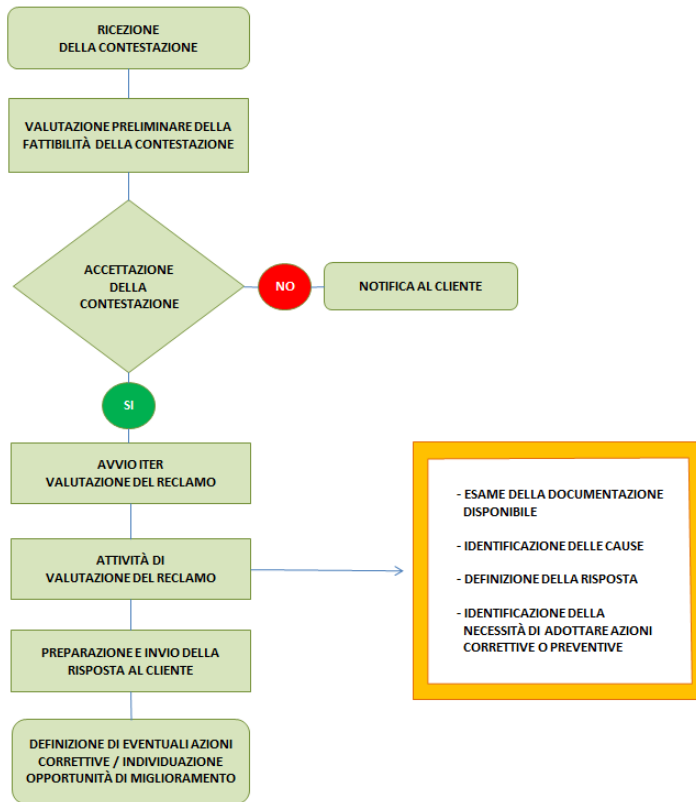 RICEZIONE
DELLA CONTESTAZIONE
VALUTAZIONE PRELIMINARE DELLA
FATTIBILITÀ DELLA CONTESTAZIONE
ACCETTAZIONE
DELLA
CONTESTAZIONE
NO
NOTIFICA AL CLIENTE
SI
AVVIO ITER
VALUTAZIONE DEL RECLAMO
ATTIVITÀ DI
VALUTAZIONE DEL RECLAMO
- ESAME DELLA DOCUMENTAZIONE
DISPONIBILE
- IDENTIFICAZIONE DELLE CAUSE
- DEFINIZIONE DELLA RISPOSTA
- IDENTIFICAZIONE DELLA
NECESSITÀ DI ADOTTARE AZIONI
CORRETTIVE O PREVENTIVE
PREPARAZIONE E INVIO DELLA
RISPOSTA AL CLIENTE
DEFINIZIONE DI EVENTUALI AZIONI
CORRETTIVE / INDIVIDUAZIONE
OPPORTUNITÀ DI MIGLIORAMENTO